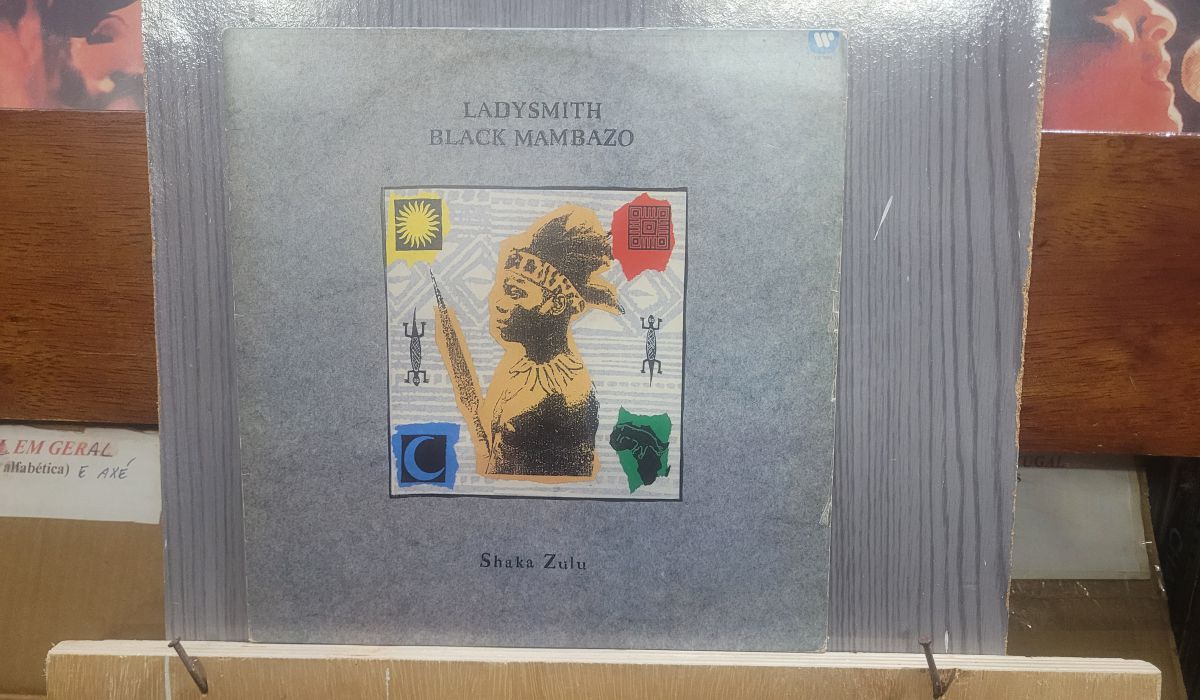 LADYSMITH
BLACK MAMBAZO
Shaka Zulu
EM GERAL
alfabética) E AXÉ